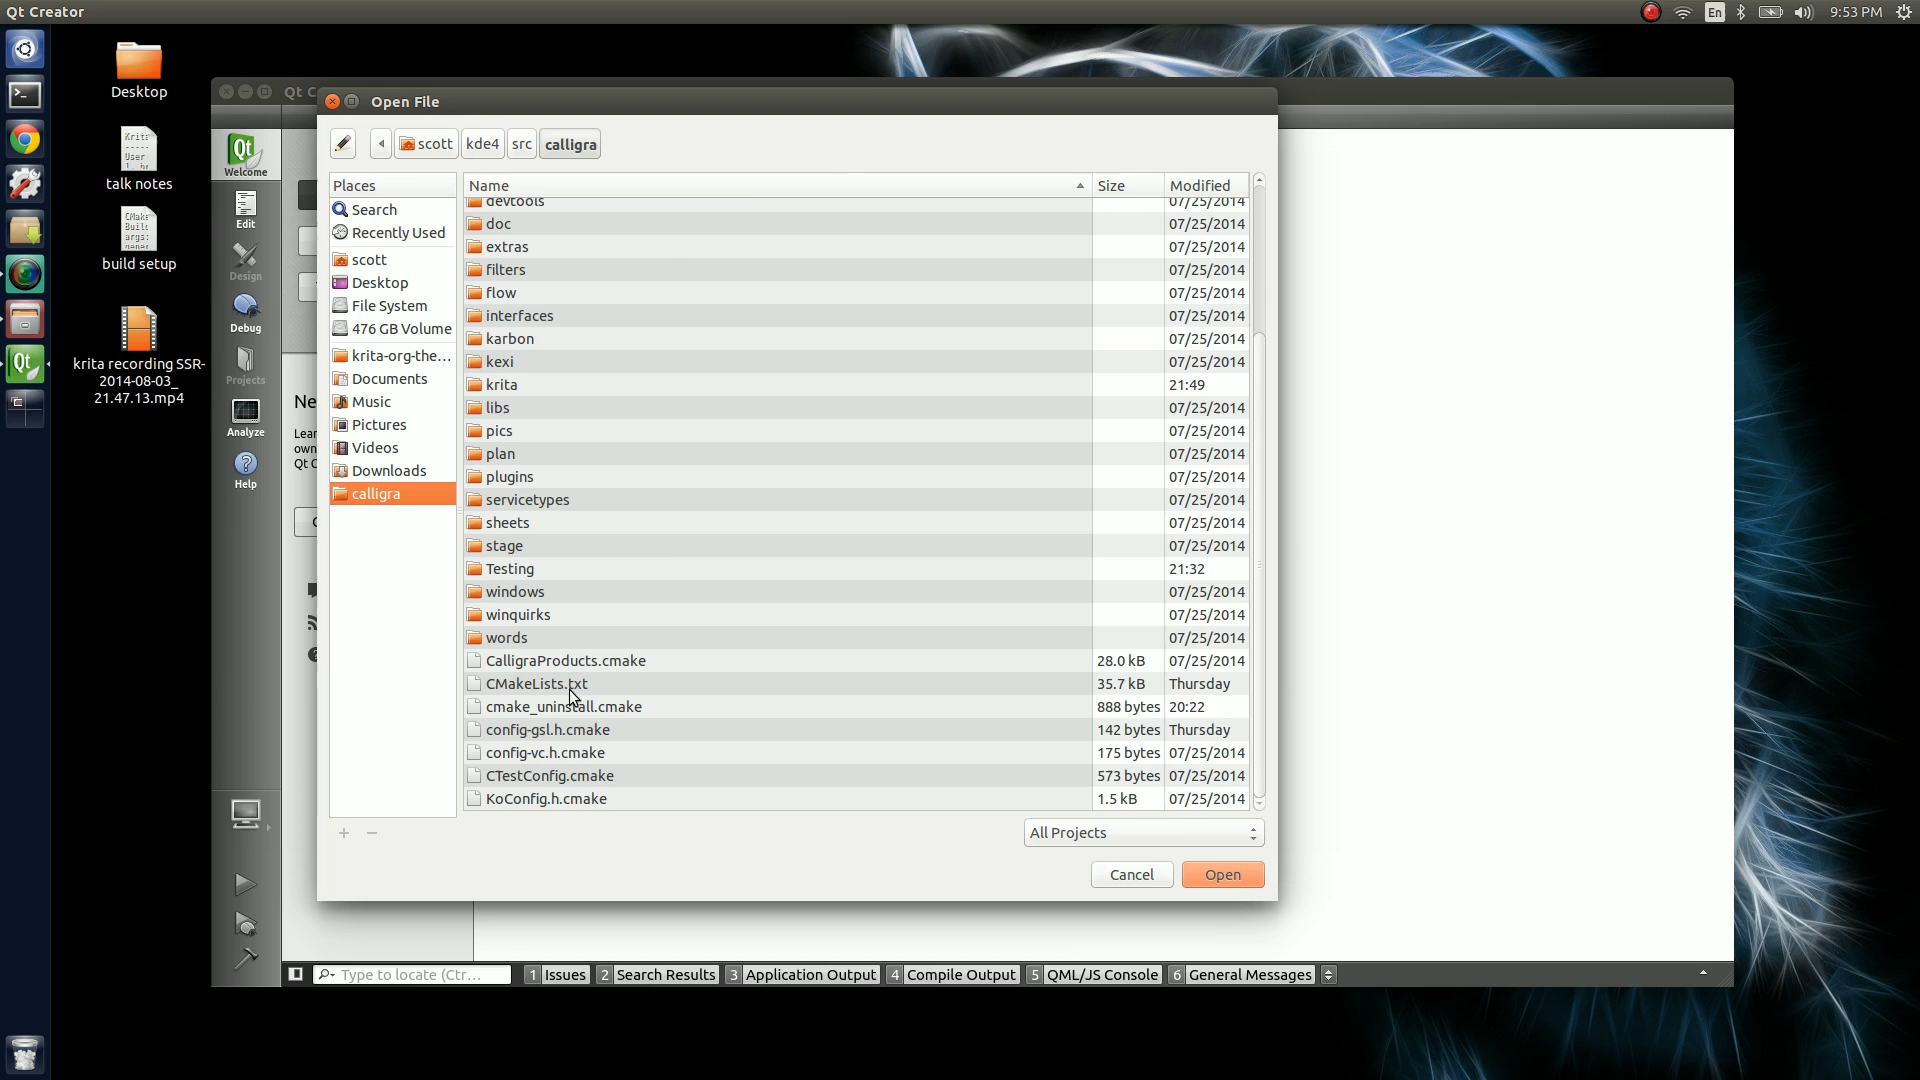 Qt Creator
En
9:53 PM
Desktop
talk notes
build setup
krita recording SSR-
2014-08-03_
21.47.13.mp4
Qt C
Open File
scott
kde4
src
calligra
Qt
Welcome
Edit
Design
Debug
Projects
Analyze
Help
Places
Search
Recently Used
scott
Desktop
File System
476 GB Volume
krita-org-the...
Documents
Music
Pictures
Videos
Downloads
calligra
Name Size Modified
devtools 07/25/2014
doc 07/25/2014
extras 07/25/2014
filters 07/25/2014
flow 07/25/2014
interfaces 07/25/2014
karbon 07/25/2014
kexi 07/25/2014
krita 21:49
libs 07/25/2014
pics 07/25/2014
plan 07/25/2014
plugins 07/25/2014
servicetypes 07/25/2014
sheets 07/25/2014
stage 07/25/2014
Testing 21:32
windows 07/25/2014
winquirks 07/25/2014
words 07/25/2014
CalligraProducts.cmake 28.0 kB 07/25/2014
CMakeLists.txt 35.7 kB Thursday
cmake_uninstall.cmake 888 bytes 20:22
config-gsl.h.cmake 142 bytes Thursday
config-vc.h.cmake 175 bytes 07/25/2014
CTestConfig.cmake 573 bytes 07/25/2014
KoConfig.h.cmake 1.5 kB 07/25/2014
All Projects
Cancel
Open
Ne
Lear
own
Qt C
Type to locate (Ctr...
1 Issues
2 Search Results
3 Application Output
4 Compile Output
5 QML/JS Console
6 General Messages